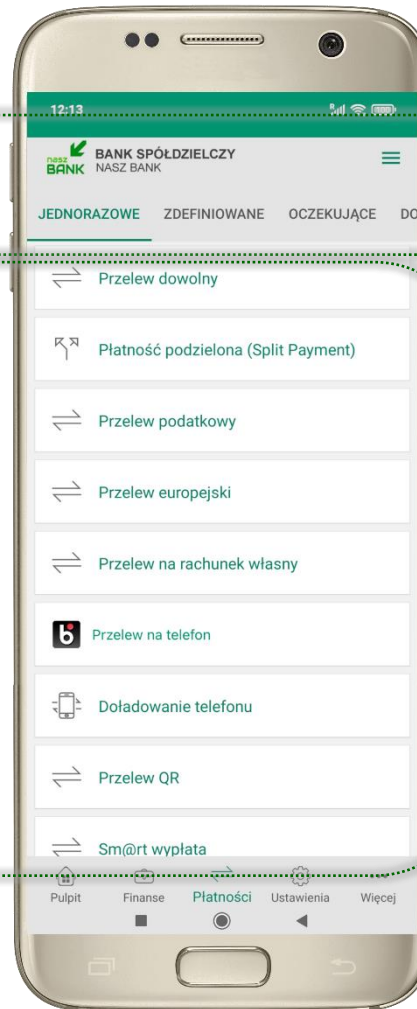 12:13
nasz
BANK
BANK SPÓŁDZIELCZY
NASZ BANK
JEDNORAZOWE ZDEFINIOWANE OCZEKUJĄCE DO
Przelew dowolny
Płatność podzielona (Split Payment)
Przelew podatkowy
Przelew europejski
Przelew na rachunek własny
Przelew na telefon
Doładowanie telefonu
Przelew QR
Sm@rt wypłata
Pulpit Finanse Płatności Ustawienia Więcej